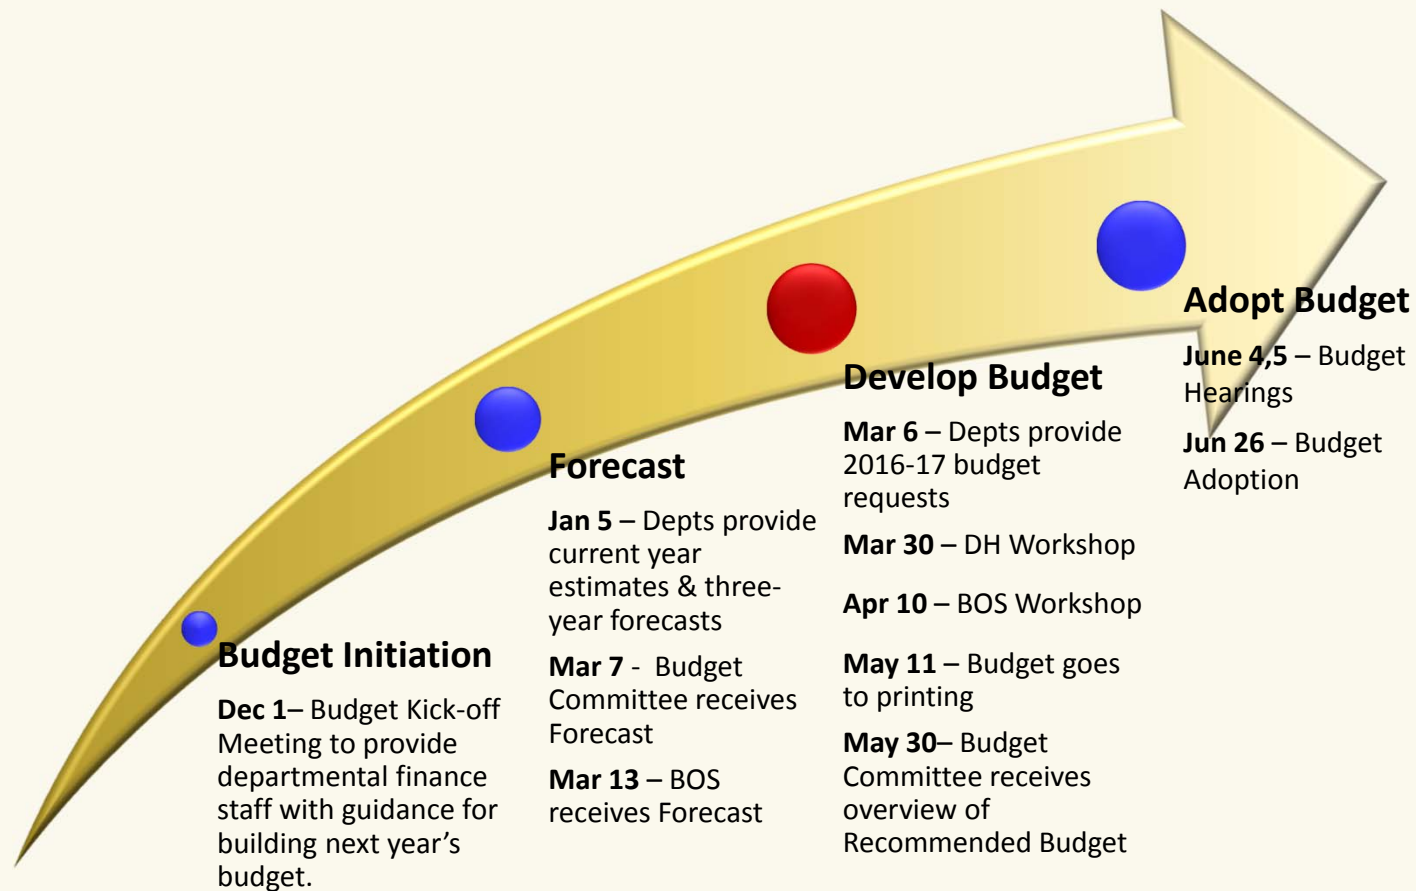 Budget Initiation
Dec 1– Budget Kick-off
Meeting to provide
departmental finance
staff with guidance for
building next year’s
budget.
Forecast
Jan 5 – Depts provide
current year
estimates & three-
year forecasts
Mar 7 - Budget
Committee receives
Forecast
Mar 13 – BOS
receives Forecast
Develop Budget
Mar 6 – Depts provide
2016-17 budget
requests
Mar 30 – DH Workshop
Apr 10 – BOS Workshop
May 11 – Budget goes
to printing
May 30– Budget
Committee receives
overview of
Recommended Budget
Adopt Budget
June 4,5 – Budget
Hearings
Jun 26 – Budget
Adoption